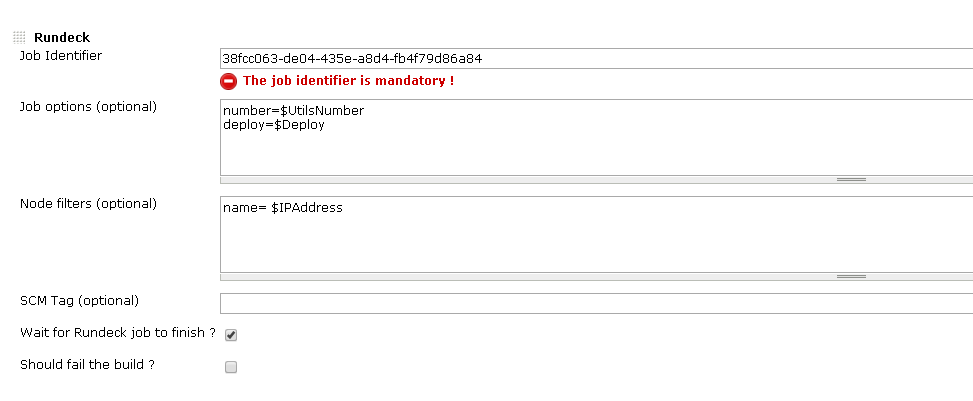 Rundeck
Job Identifier
38fcc063-de04-435e-a8d4-fb4f79d86a84
The job identifier is mandatory !
Job options (optional)
number=$UtilsNumber
deploy=$Deploy
Node filters (optional)
name= $IPAddress
SCM Tag (optional)
Wait for Rundeck job to finish ?
Should fail the build ?